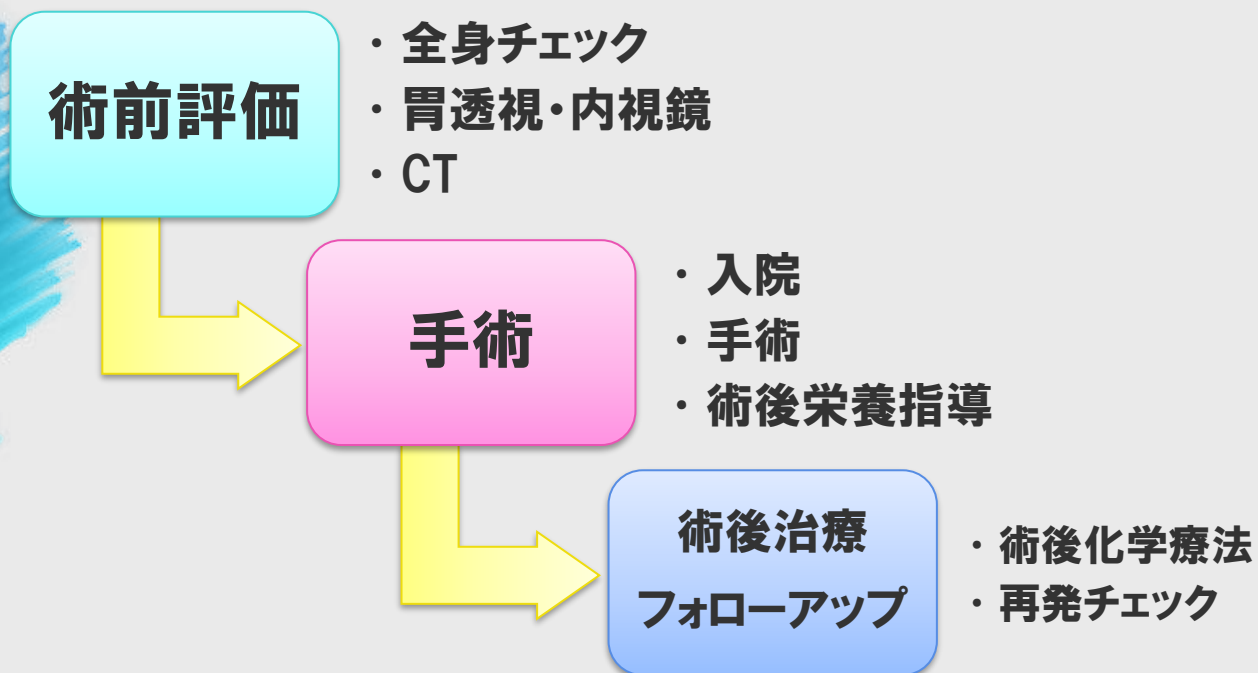 術前評価
・全身チェック
・胃透視・内視鏡
・CT
手術
・入院
・手術
・術後栄養指導
術後治療
フォローアップ
・術後化学療法
・再発チェック